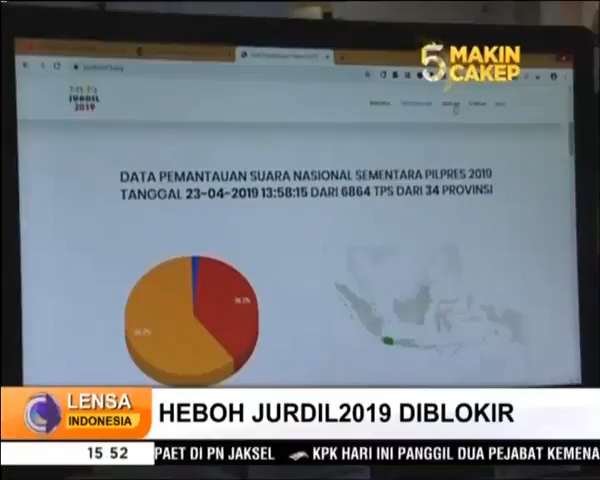 5 MAKIN
CAKEP
JURDIL
2019
DATA PEMANTAUAN SUARA NASIONAL SEMENTARA PILPRES 2019
TANGGAL 23-04-2019 13:58:15 DARI 6864 TPS DARI 34 PROVINSI
LENSA
INDONESIA
HEBOH JURDIL2019 DIBLOKIR
15 52
PAET DI PN JAKSEL KPK HARI INI PANGGIL DUA PEJABAT KEMENA